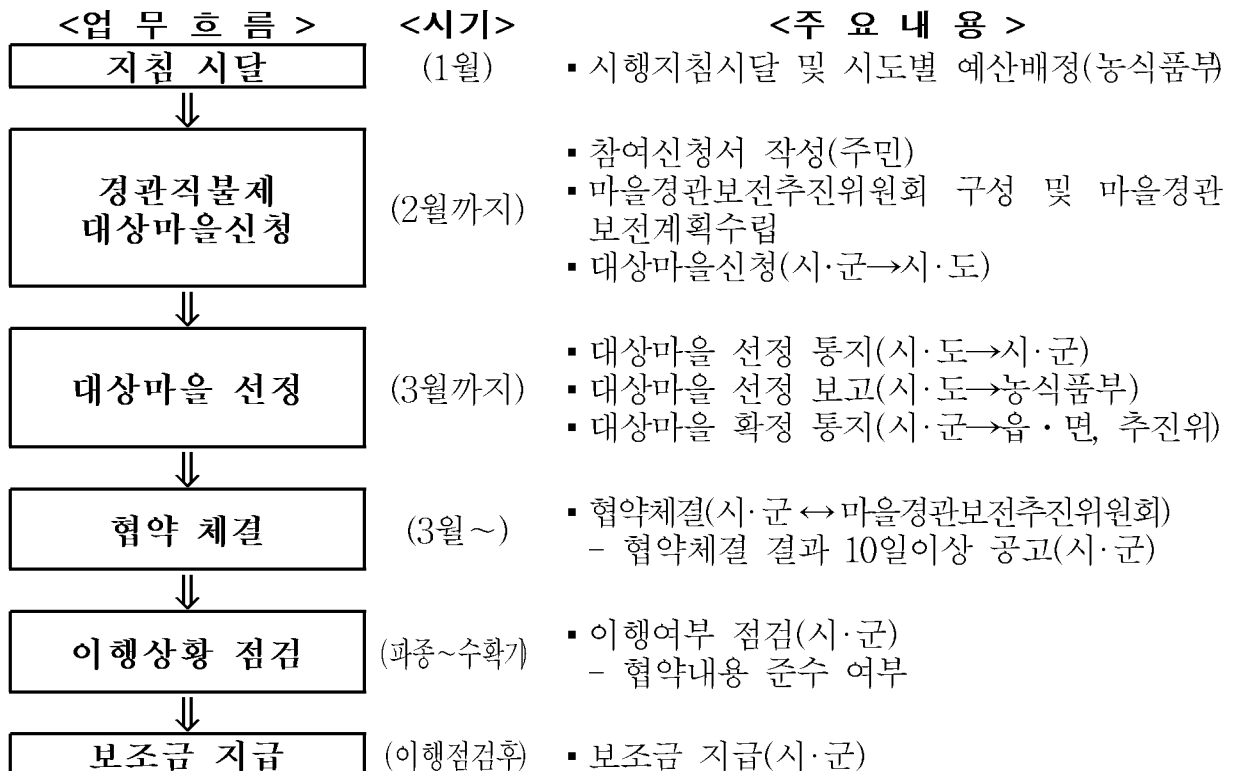 <업 무 흐 름 > <시기> <주 요 내 용 >
지침 시달 (1월) ▪ 시행지침시달 및 시도별 예산배정(농식품부)
⇓
▪ 참여신청서 작성(주민)
경관직불제 ▪ 마을경관보전추진위원회 구성 및 마을경관
대상마을신청 (2월까지) 보전계획수립
▪ 대상마을신청(시·군→시·도)
⇓
▪ 대상마을 선정 통지(시·도→시·군)
대상마을 선정 (3월까지) ▪ 대상마을 선정 보고(시·도→농식품부)
▪ 대상마을 확정 통지(시·군→읍·면, 추진위)
⇓
협약 체결 (3월~) ▪ 협약체결(시·군↔마을경관보전추진위원회)
- 협약체결 결과 10일이상 공고(시·군)
⇓
이행상황 점검 (파종~수확기) ▪ 이행여부 점검(시·군)
- 협약내용 준수 여부
⇓
보조금 지급 (이행점검후) ▪ 보조금 지급(시·군)